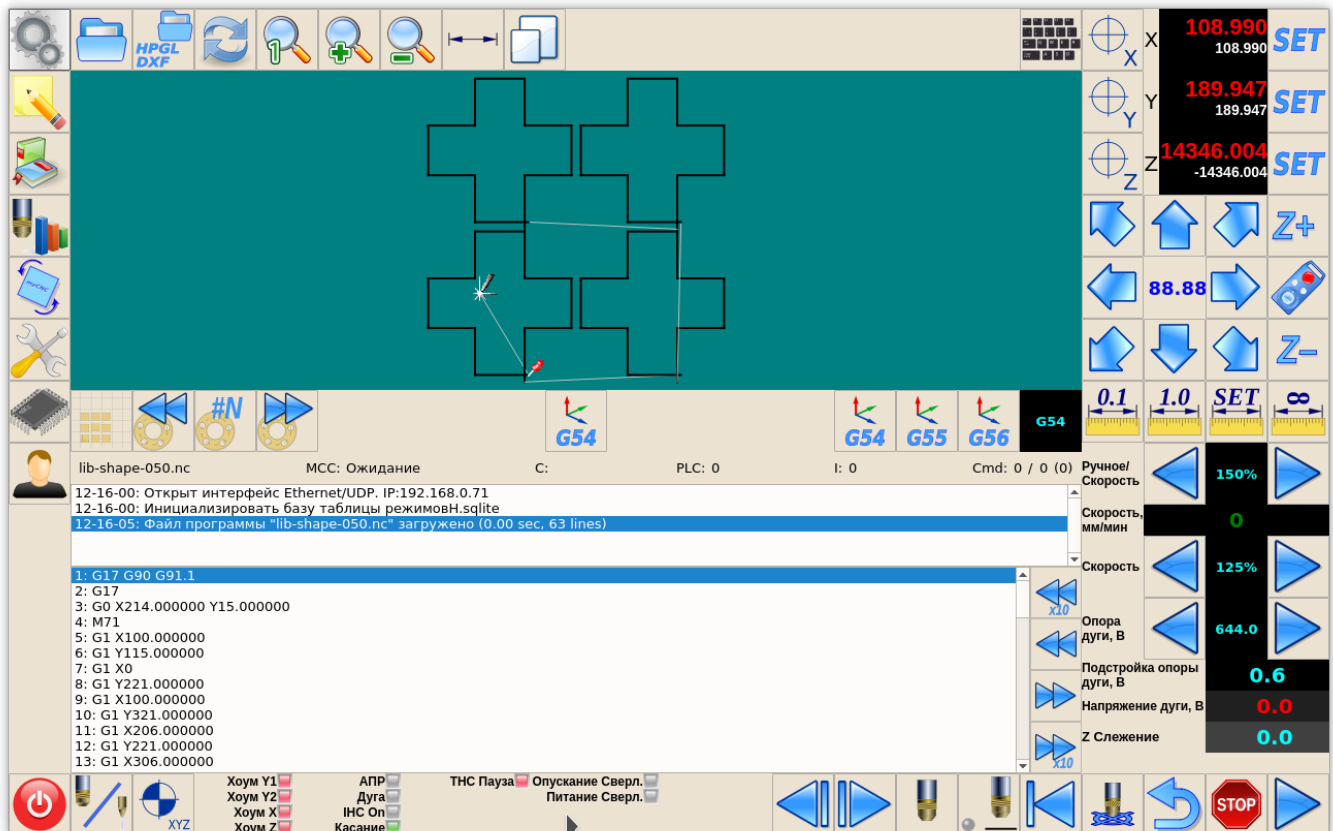 HPGL
DXF
1
X
X
108.990
108.990
SET
Y
Y
189.947
189.947
SET
Z
Z
14346.004
-14346.004
SET
Z+
myCNC
88.88
Z-
#N
G54
G54
G55
G56
G54
0.1
1.0
SET
∞
lib-shape-050.nc
МСС: Ожидание
C:
PLC: 0
I: 0
Cmd: 0 / 0 (0)
12-16-00: Открыт интерфейс Ethernet/UDP. IP:192.168.0.71
12-16-00: Инициализировать базу таблицы режимовH.sqlite
12-16-05: Файл программы "lib-shape-050.nc" загружено (0.00 sec, 63 lines)
1: G17 G90 G91.1
2: G17
3: G0 X214.000000 Y15.000000
4: M71
5: G1 X100.000000
6: G1 Y115.000000
7: G1 X0
8: G1 Y221.000000
9: G1 X100.000000
10: G1 Y321.000000
11: G1 X206.000000
12: G1 Y221.000000
13: G1 X306.000000
x10
x10
Ручное/
Скорость
150%
Скорость,
мм/мин
0
Скорость
125%
Опора
дуги, В
644.0
Подстройка опоры
дуги, В
0.6
Напряжение дуги, В
0.0
Z Слежение
0.0
XYZ
Хоум Y1
Хоум Y2
Хоум X
Хоум Z
АПР
Дуга
IHC On
Касание
ТНС Пауза
Опускание Сверл.
Питание Сверл.
STOP